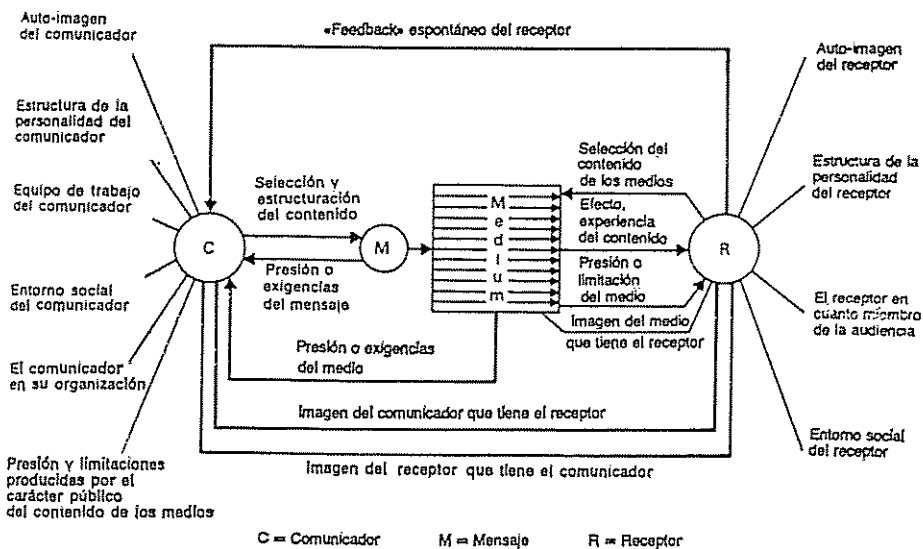 Auto-imagen
del comunicador
Estructura de la
personalidad del
comunicador
Equipo de trabajo
del comunicador
Entorno social
del comunicador
El comunicador
en su organización
Presión y limitaciones
producidas por el
carácter público
del contenido de los medios
«Feedback» espontáneo del receptor
C
Selección y
estructuración
del contenido
Presión o
exigencias
del mensaje
M
Medium
Presión o exigencias
del medio
Selección del
contenido
de los medios
Efecto,
experiencia
del contenido
Presión o
limitación
del medio
Imagen del medio
que tiene el receptor
R
Imagen del comunicador que tiene el receptor
Imagen del receptor que tiene el comunicador
Auto-imagen
del receptor
Estructura de la
personalidad del
receptor
El receptor en
cuanto miembro
de la audiencia
Entorno social
del receptor
C = Comunicador M = Mensaje R = Receptor